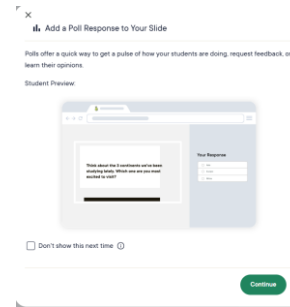 Add a Poll Response to Your Slide
Polls offer a quick way to get a pulse of how your students are doing, request feedback, or
learn their opinions.
Student Preview:
Think about the 3 continents we've been
studying lately. Which one are you most
excited to visit?
Your Response
Don't show this next time
Continue